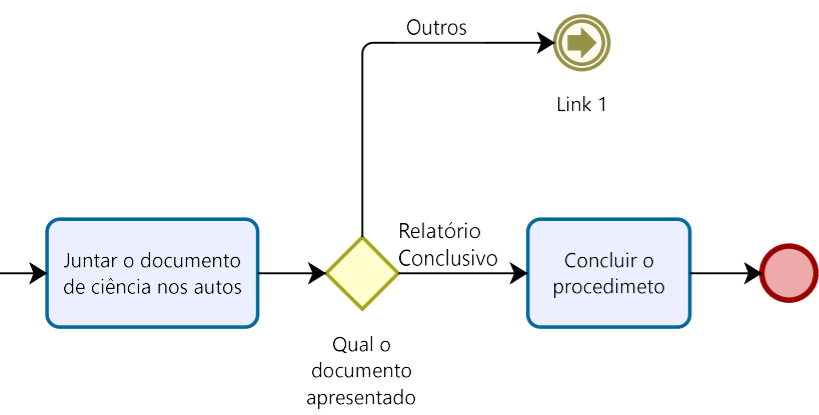 Outros
Link 1
Juntar o documento
de ciência nos autos
Relatório
Conclusivo
Concluir o
procedimeto
Qual o
documento
apresentado